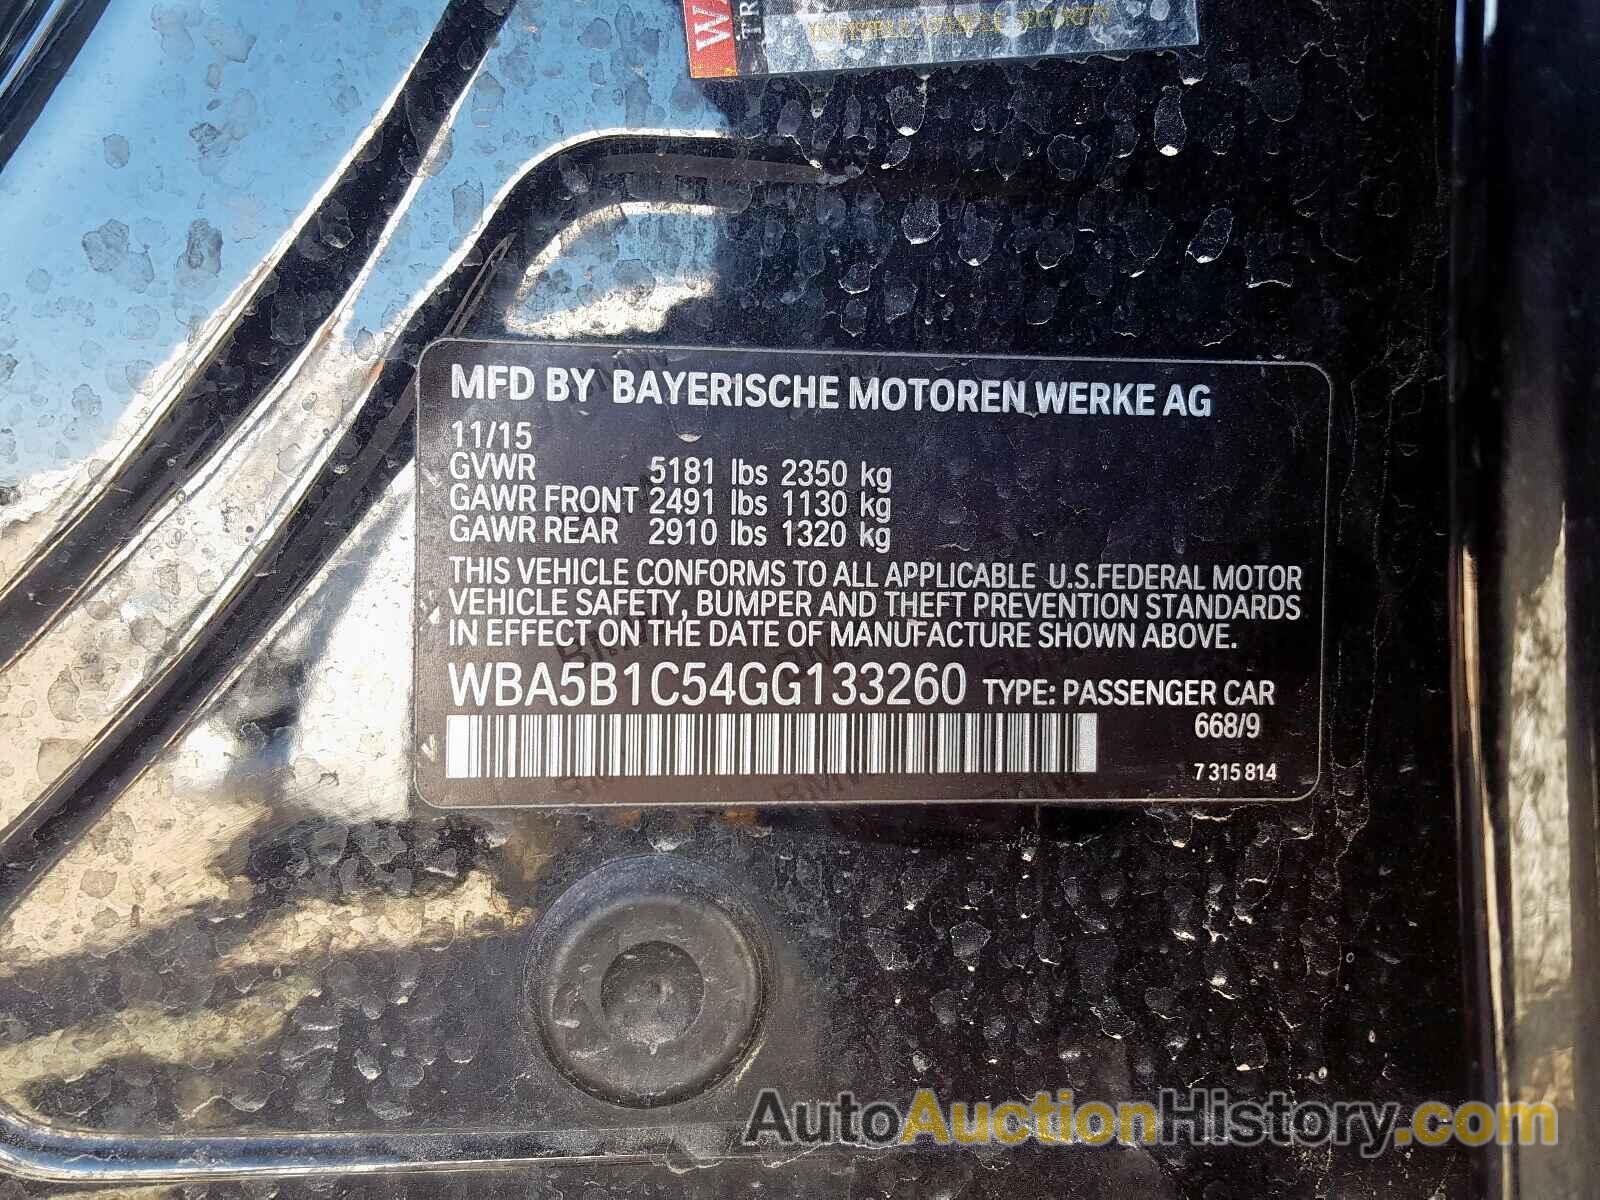 INVISIBLE VEHICLE SECURITY
MFD BY BAYERISCHE MOTOREN WERKE AG
11/15
GVWR 5181 lbs 2350 kg
GAWR FRONT 2491 lbs 1130 kg
GAWR REAR 2910 lbs 1320 kg
THIS VEHICLE CONFORMS TO ALL APPLICABLE U.S.FEDERAL MOTOR
VEHICLE SAFETY, BUMPER AND THEFT PREVENTION STANDARDS
IN EFFECT ON THE DATE OF MANUFACTURE SHOWN ABOVE.
WBA5B1C54GG133260 TYPE: PASSENGER CAR
668/9
7 315 814
AutoAuctionHistory.com